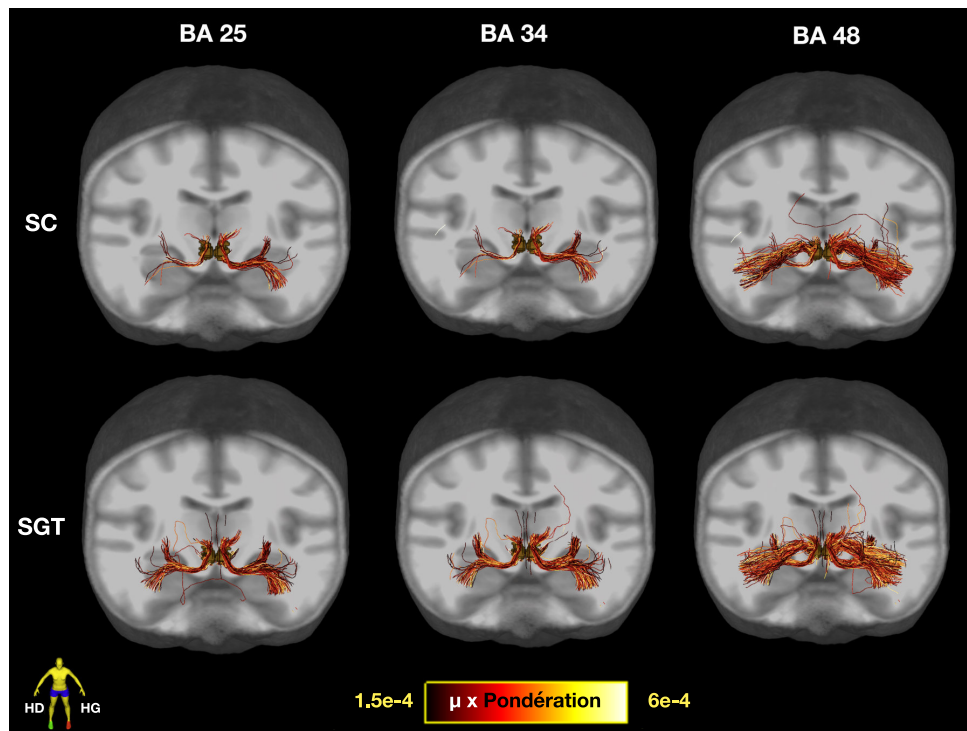 BA 25
BA 34
BA 48
SC
SGT
HD
HG
1.5e-4
µ x Pondération
6e-4